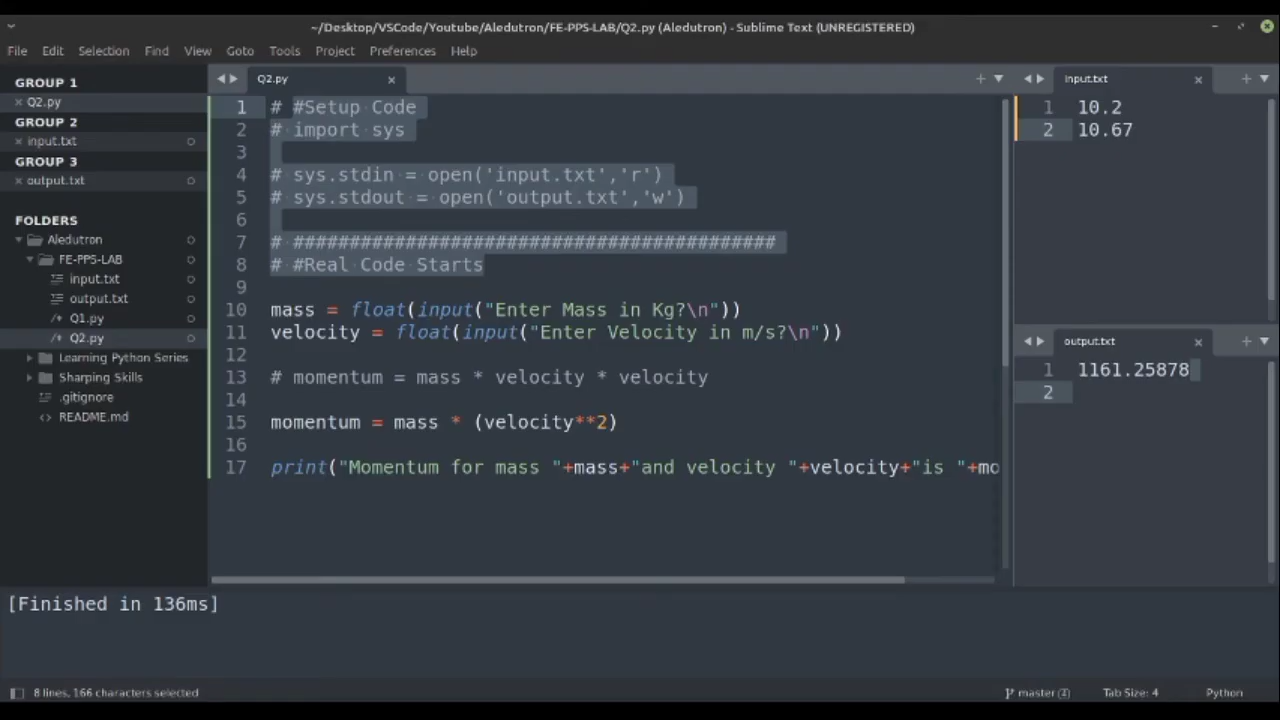 ~/Desktop/VSCode/Youtube/Aledutron/FE-PPS-LAB/Q2.py (Aledutron) - Sublime Text (UNREGISTERED)
File Edit Selection Find View Goto Tools Project Preferences Help
GROUP 1
Q2.py
GROUP 2
input.txt
GROUP 3
output.txt
FOLDERS
Aledutron
FE-PPS-LAB
input.txt
output.txt
Q1.py
Q2.py
Learning Python Series
Sharping Skills
.gitignore
README.md
Q2.py
1 # #Setup Code
2 # import sys
3
4 # sys.stdin = open('input.txt','r')
5 # sys.stdout = open('output.txt','w')
6
7 # ###########################################
8 # #Real Code Starts
9
10 mass = float(input("Enter Mass in Kg?\n"))
11 velocity = float(input("Enter Velocity in m/s?\n"))
12
13 # momentum = mass * velocity * velocity
14
15 momentum = mass * (velocity**2)
16
17 print("Momentum for mass "+mass+"and velocity "+velocity+"is "+mo
input.txt
1 10.2
2 10.67
output.txt
1 1161.25878
2
[Finished in 136ms]
8 lines, 166 characters selected
master (2) Tab Size: 4 Python